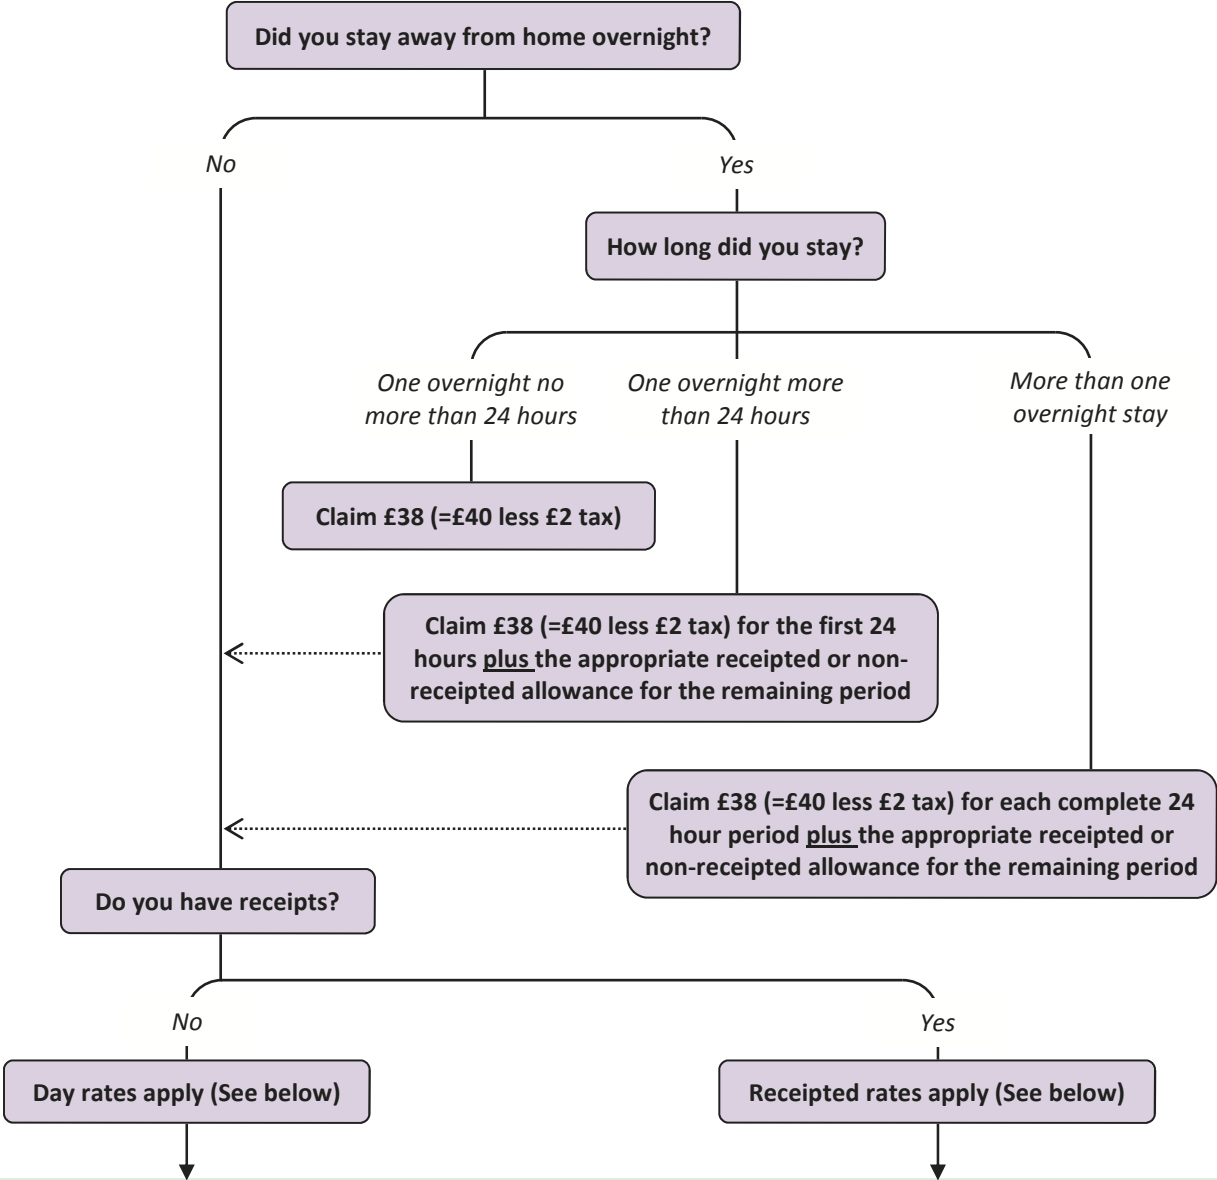 Did you stay away from home overnight?
No
Yes
How long did you stay?
One overnight no
more than 24 hours
One overnight more
than 24 hours
More than one
overnight stay
Claim £38 (=£40 less £2 tax)
Claim £38 (=£40 less £2 tax) for the first 24
hours plus the appropriate receipted or non-
receipted allowance for the remaining period
Claim £38 (=£40 less £2 tax) for each complete 24
hour period plus the appropriate receipted or
non-receipted allowance for the remaining period
Do you have receipts?
No
Yes
Day rates apply (See below)
Receipted rates apply (See below)